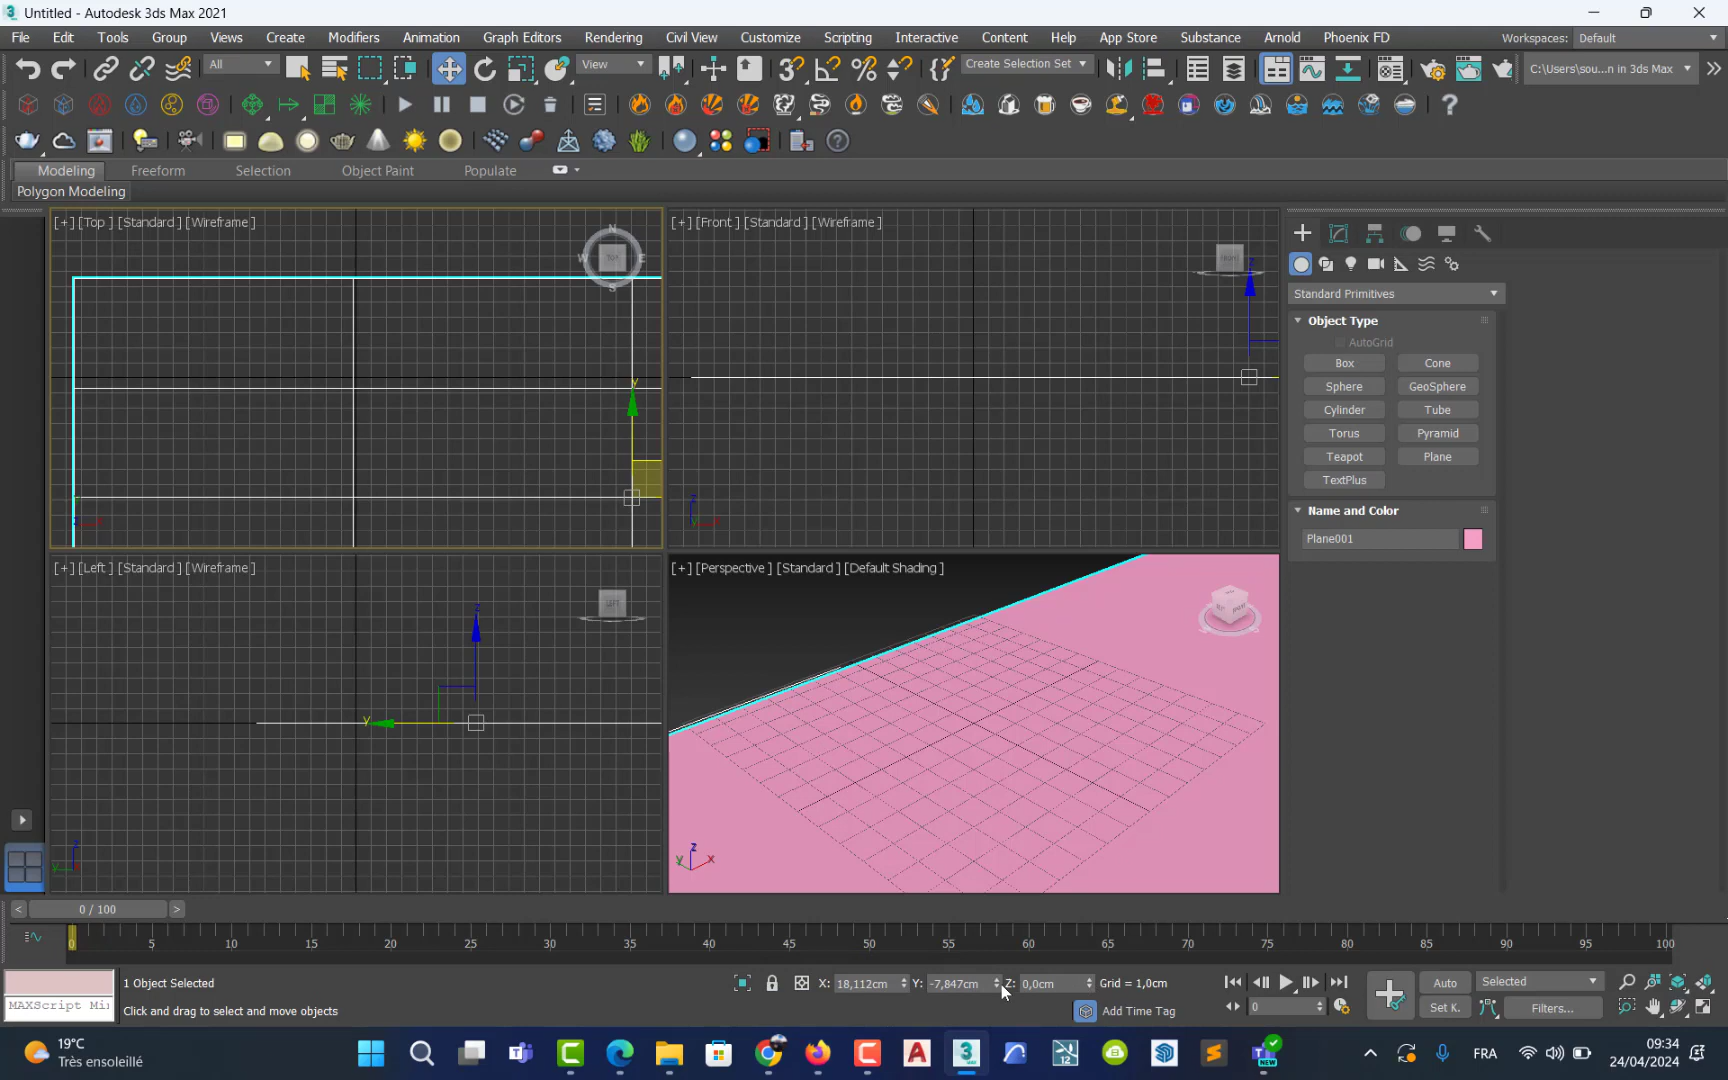 Untitled - Autodesk 3ds Max 2021
File Edit Tools Group Views Create Modifiers Animation Graph Editors Rendering Civil View Customize Scripting Interactive Content Help App Store Substance Arnold Phoenix FD Workspaces: Default
All View Create Selection Set C:\Users\sou...n in 3ds Max
Modeling Freeform Selection Object Paint Populate
Polygon Modeling
[+] [Top ] [Standard ] [Wireframe ]
N
W TOP E
S
[+] [Front ] [Standard ] [Wireframe ]
FRONT
z
y
z x
z
y x
Standard Primitives
Object Type
AutoGrid
Box Cone
Sphere GeoSphere
Cylinder Tube
Torus Pyramid
Teapot Plane
TextPlus
Name and Color
Plane001
[+] [Left ] [Standard ] [Wireframe ]
LEFT
z
y
z
y
[+] [Perspective ] [Standard ] [Default Shading ]
z
y x
< 0 / 100 >
0 5 10 15 20 25 30 35 40 45 50 55 60 65 70 75 80 85 90 95 100
1 Object Selected X: 18,112cm Y: -7,847cm Z: 0,0cm Grid = 1,0cm Auto Selected
MAXScript Mi Click and drag to select and move objects Add Time Tag 0 Set K. Filters...
19°C
Très ensoleillé
FRA
09:34
24/04/2024